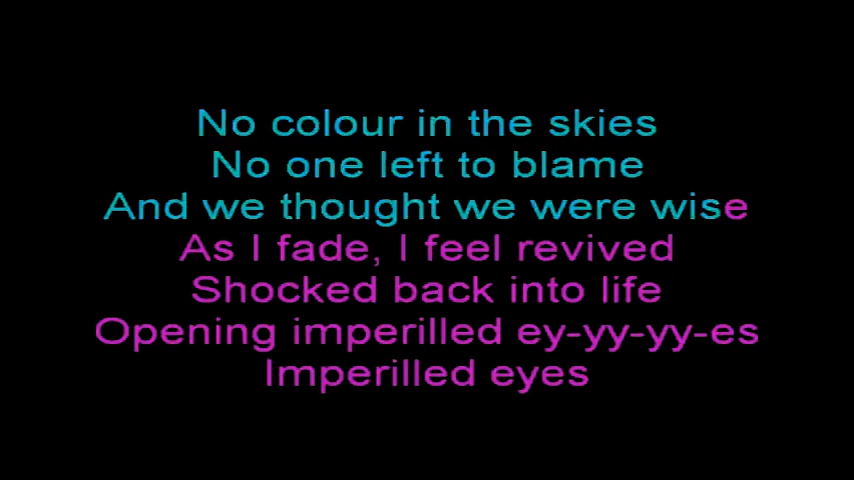 No colour in the skies
No one left to blame
And we thought we were wise
As I fade, I feel revived
Shocked back into life
Opening imperilled ey-yy-yy-es
Imperilled eyes